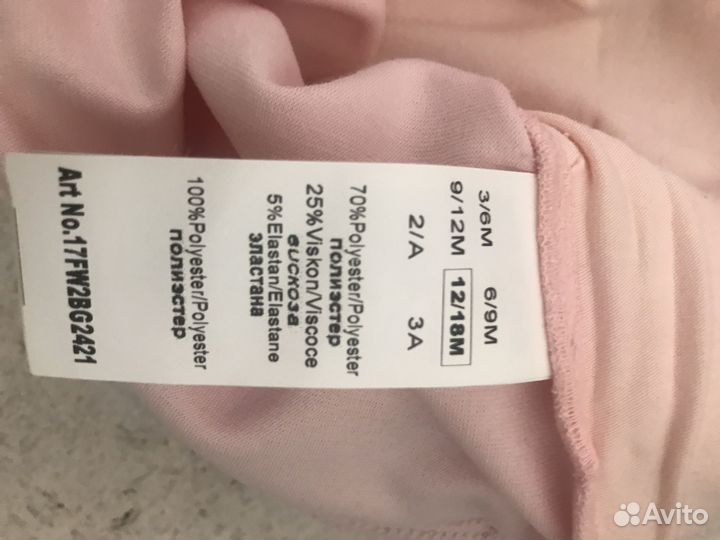 3/6M 6/9M
9/12M 12/18M
2/A 3A
70%Polyester/Polyester
полиэстер
25%Viskon/Viscoce
вискоза
5%Elastan/Elastane
эластана
100%Polyester/Polyester
полиэстер
Art No.17FW2BG2421
Avito